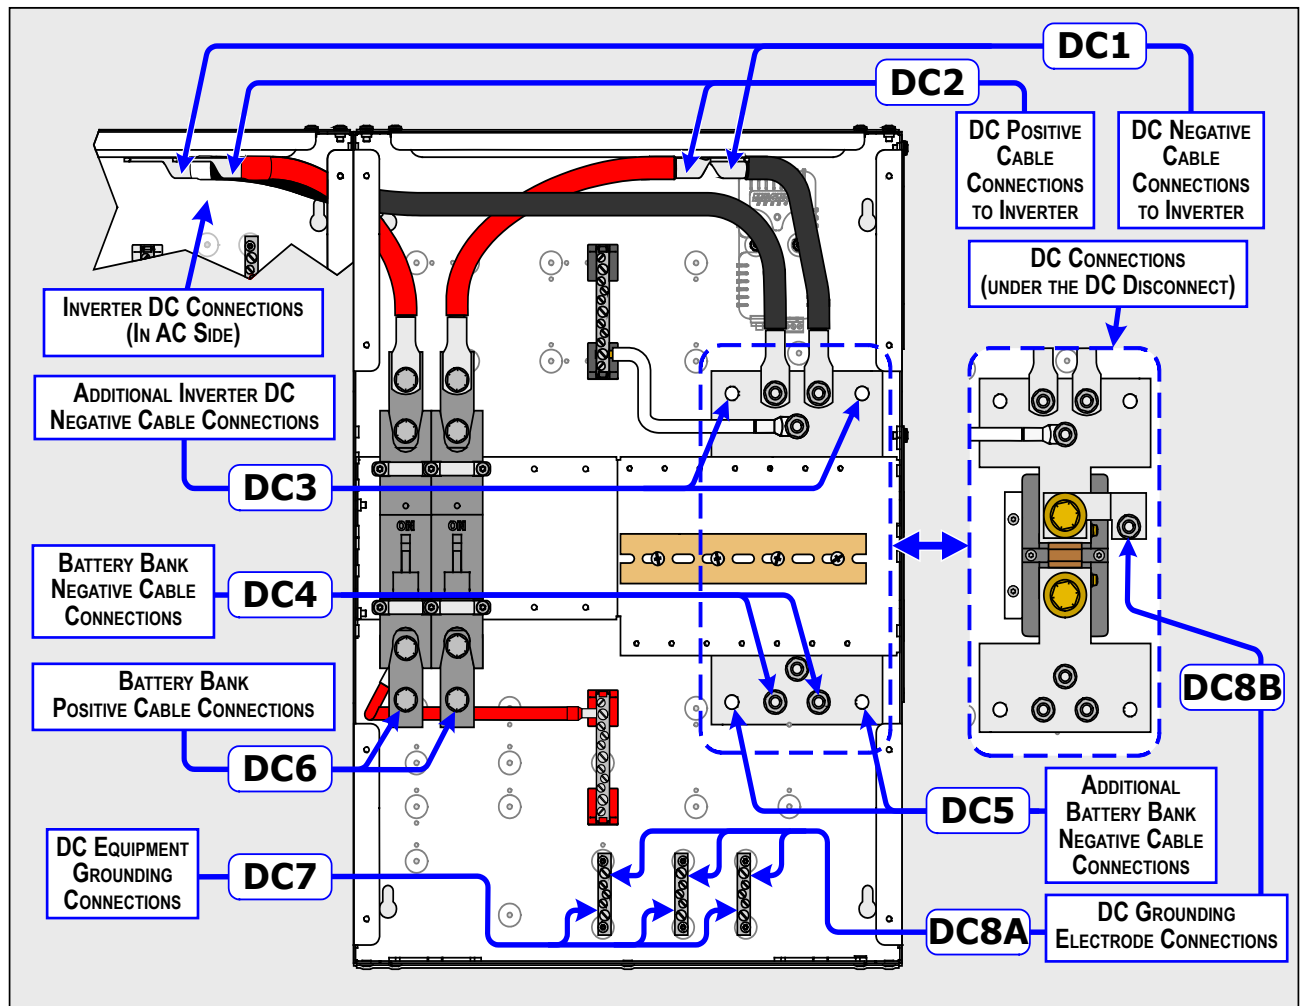 DC1
DC2
DC POSITIVE
CABLE
CONNECTIONS
TO INVERTER
DC NEGATIVE
CABLE
CONNECTIONS
TO INVERTER
DC CONNECTIONS
(UNDER THE DC DISCONNECT)
INVERTER DC CONNECTIONS
(IN AC SIDE)
ADDITIONAL INVERTER DC
NEGATIVE CABLE CONNECTIONS
DC3
BATTERY BANK
NEGATIVE CABLE
CONNECTIONS
DC4
BATTERY BANK
POSITIVE CABLE CONNECTIONS
DC6
DC EQUIPMENT
GROUNDING
CONNECTIONS
DC7
ON
ON
DC8B
DC5
ADDITIONAL
BATTERY BANK
NEGATIVE CABLE
CONNECTIONS
DC8A
DC GROUNDING
ELECTRODE CONNECTIONS